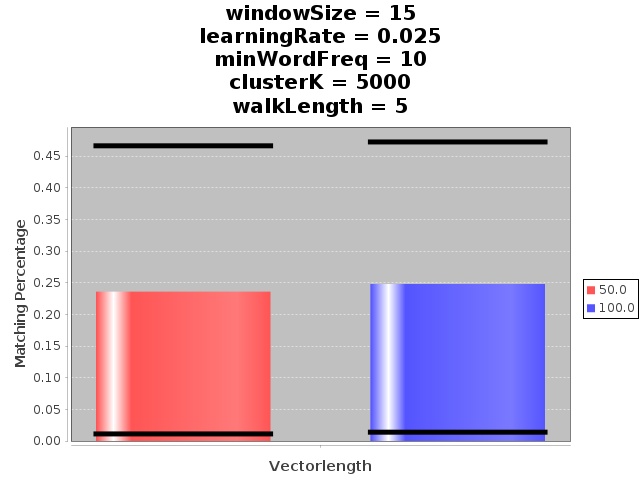 windowSize = 15
learningRate = 0.025
minWordFreq = 10
clusterK = 5000
walkLength = 5
Matching Percentage
0.45
0.40
0.35
0.30
0.25
0.20
0.15
0.10
0.05
0.00
Vectorlength
50.0
100.0